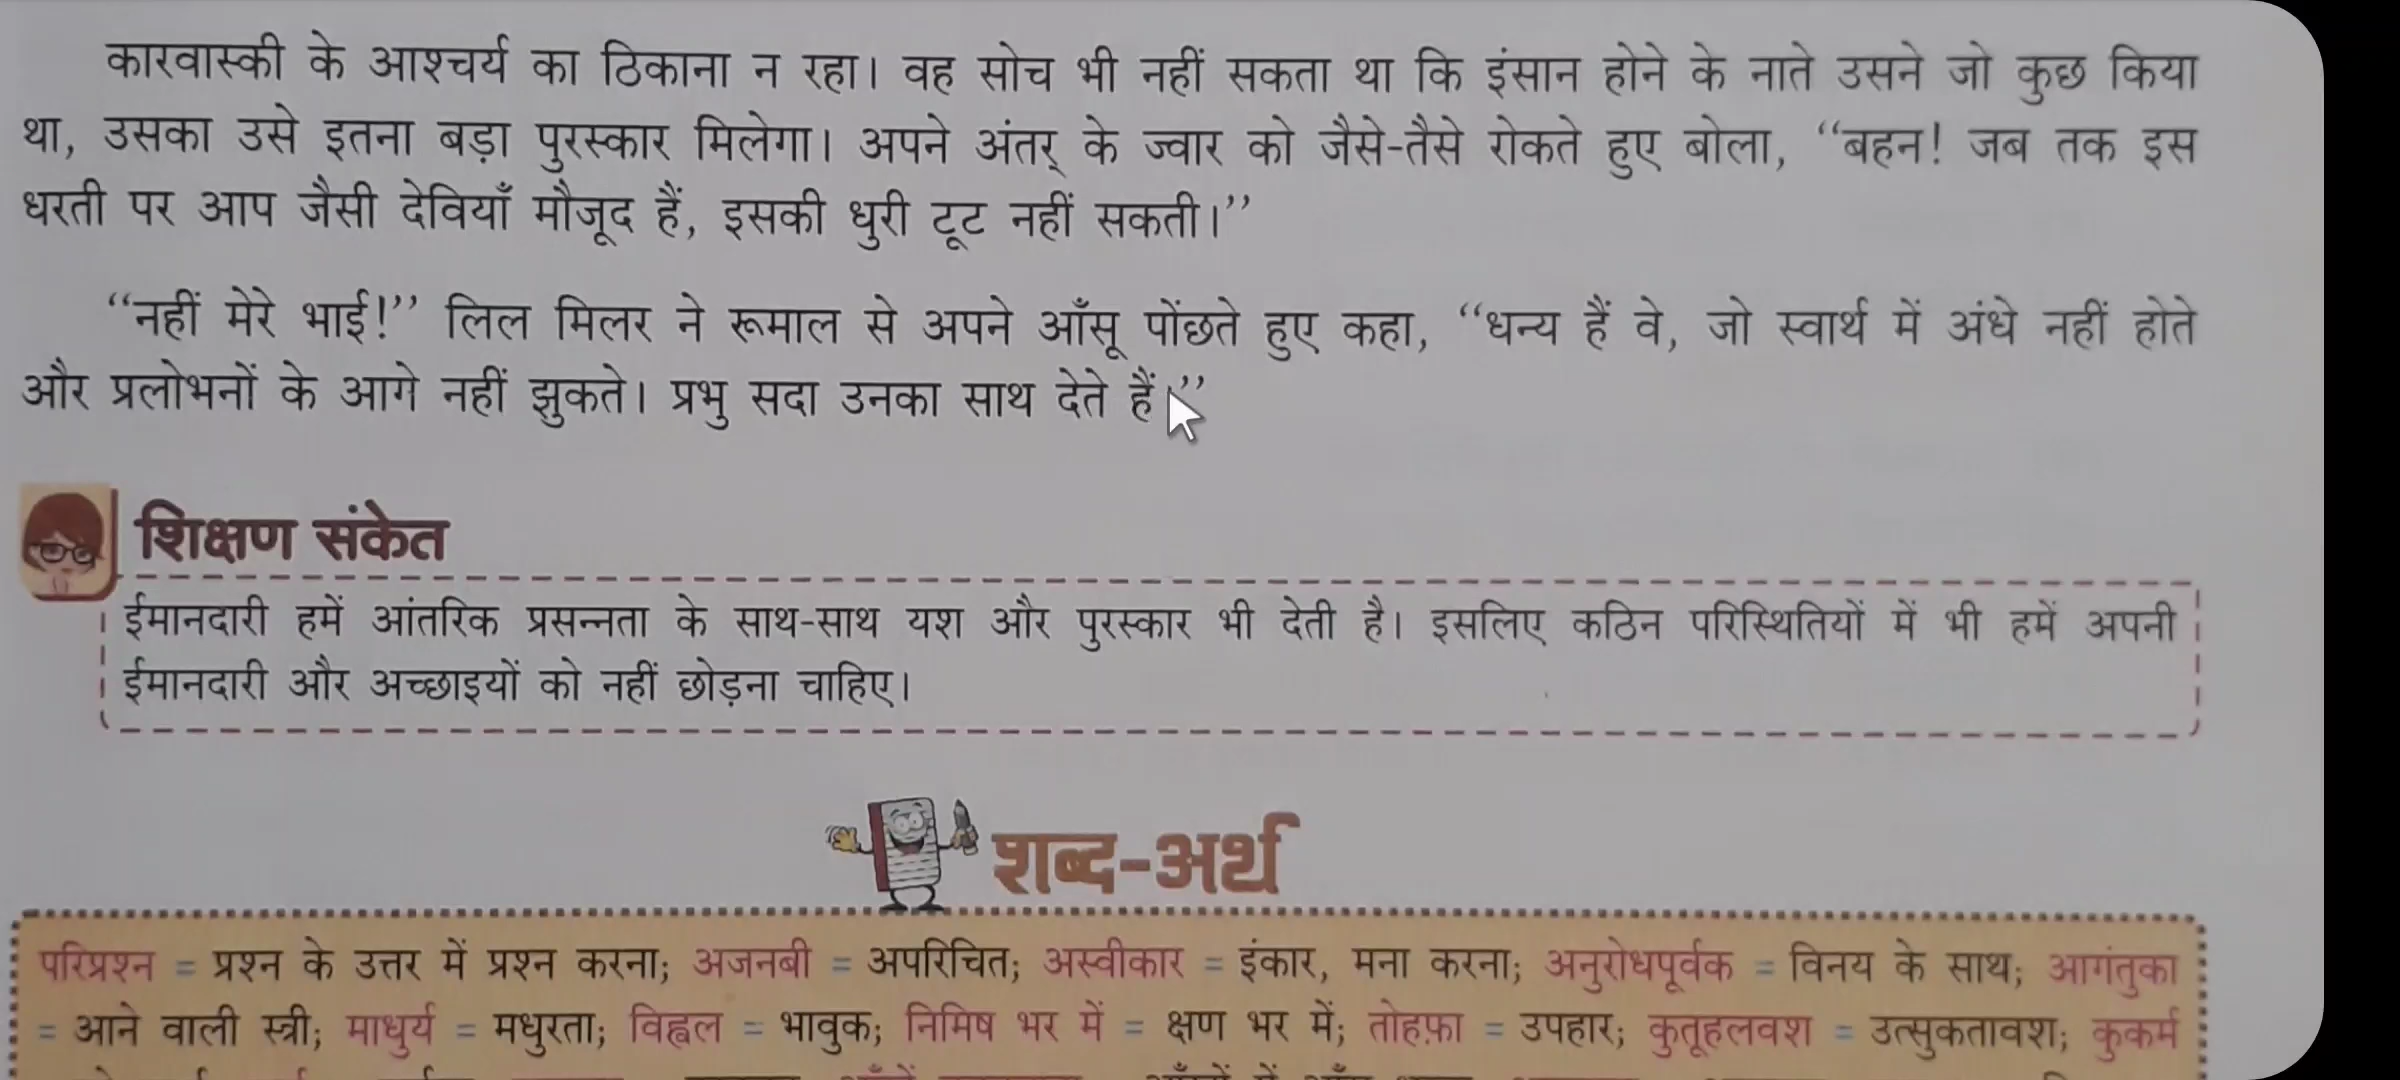 कारवास्की के आश्चर्य का ठिकाना न रहा। वह सोच भी नहीं सकता था कि इंसान होने के नाते उसने जो कुछ किया
था, उसका उसे इतना बड़ा पुरस्कार मिलेगा। अपने अंतर् के ज्वार को जैसे-तैसे रोकते हुए बोला, “बहन! जब तक इस
धरती पर आप जैसी देवियाँ मौजूद हैं, इसकी धुरी टूट नहीं सकती।”
“नहीं मेरे भाई!” लिल मिलर ने रूमाल से अपने आँसू पोंछते हुए कहा, “धन्य हैं वे, जो स्वार्थ में अंधे नहीं होते
और प्रलोभनों के आगे नहीं झुकते। प्रभु सदा उनका साथ देते हैं।”
शिक्षण संकेत
ईमानदारी हमें आंतरिक प्रसन्नता के साथ-साथ यश और पुरस्कार भी देती है। इसलिए कठिन परिस्थितियों में भी हमें अपनी
ईमानदारी और अच्छाइयों को नहीं छोड़ना चाहिए।
शब्द-अर्थ
परिप्रश्न = प्रश्न के उत्तर में प्रश्न करना; अजनबी = अपरिचित; अस्वीकार = इंकार, मना करना; अनुरोधपूर्वक = विनय के साथ; आगंतुका
= आने वाली स्त्री; माधुर्य = मधुरता; विह्वल = भावुक; निमिष भर में = क्षण भर में; तोहफ़ा = उपहार; कुतूहलवश = उत्सुकतावश; कुकर्म